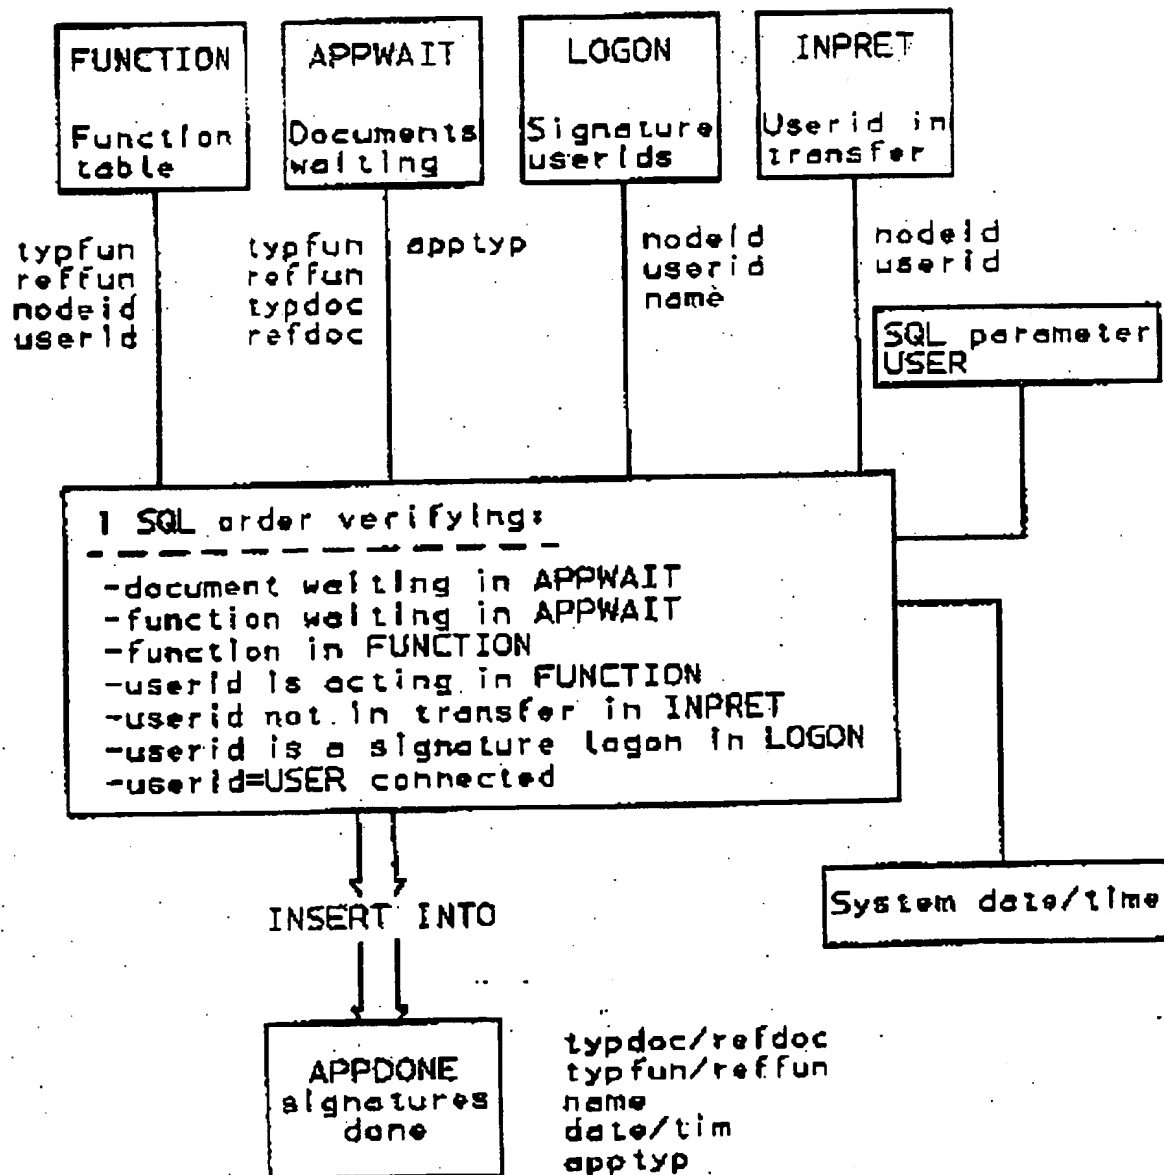 FUNCTION
Function
table
APPWAIT
Documents
waiting
LOGON
Signature
userids
INPRET
Userid in
transfer
typfun
reffun
nodeid
userid
typfun
reffun
typdoc
refdoc
apptyp
nodeid
userid
name
nodeid
userid
SQL parameter
USER
1 SQL order verifying:
-document waiting in APPWAIT
-function waiting in APPWAIT
-function in FUNCTION
-userid is acting in FUNCTION
-userid not in transfer in INPRET
-userid is a signature logon in LOGON
-userid=USER connected
System date/time
INSERT INTO
APPDONE
signatures
done
typdoc/refdoc
typfun/reffun
name
date/tim
apptyp